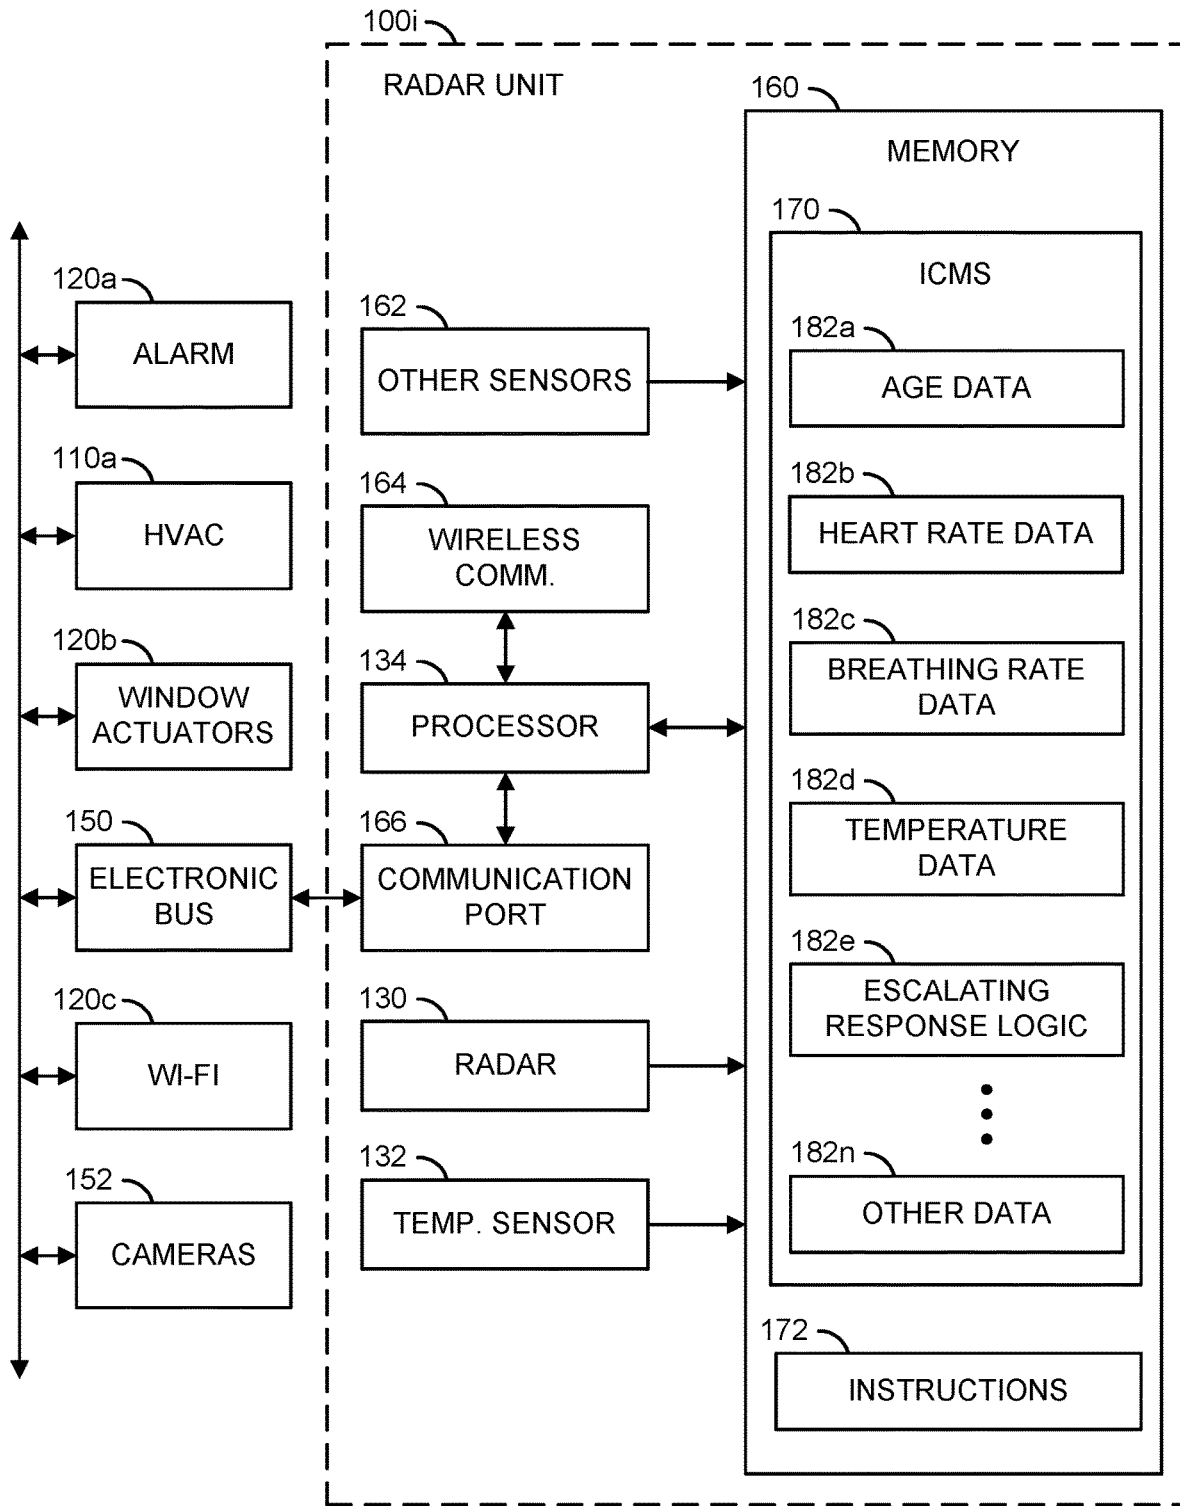 100i
RADAR UNIT
160
MEMORY
170
ICMS
182a
AGE DATA
182b
HEART RATE DATA
182c
BREATHING RATE
DATA
182d
TEMPERATURE
DATA
182e
ESCALATING
RESPONSE LOGIC
182n
OTHER DATA
172
INSTRUCTIONS
162
OTHER SENSORS
164
WIRELESS
COMM.
134
PROCESSOR
166
COMMUNICATION
PORT
130
RADAR
132
TEMP. SENSOR
120a
ALARM
110a
HVAC
120b
WINDOW
ACTUATORS
150
ELECTRONIC
BUS
120c
WI-FI
152
CAMERAS